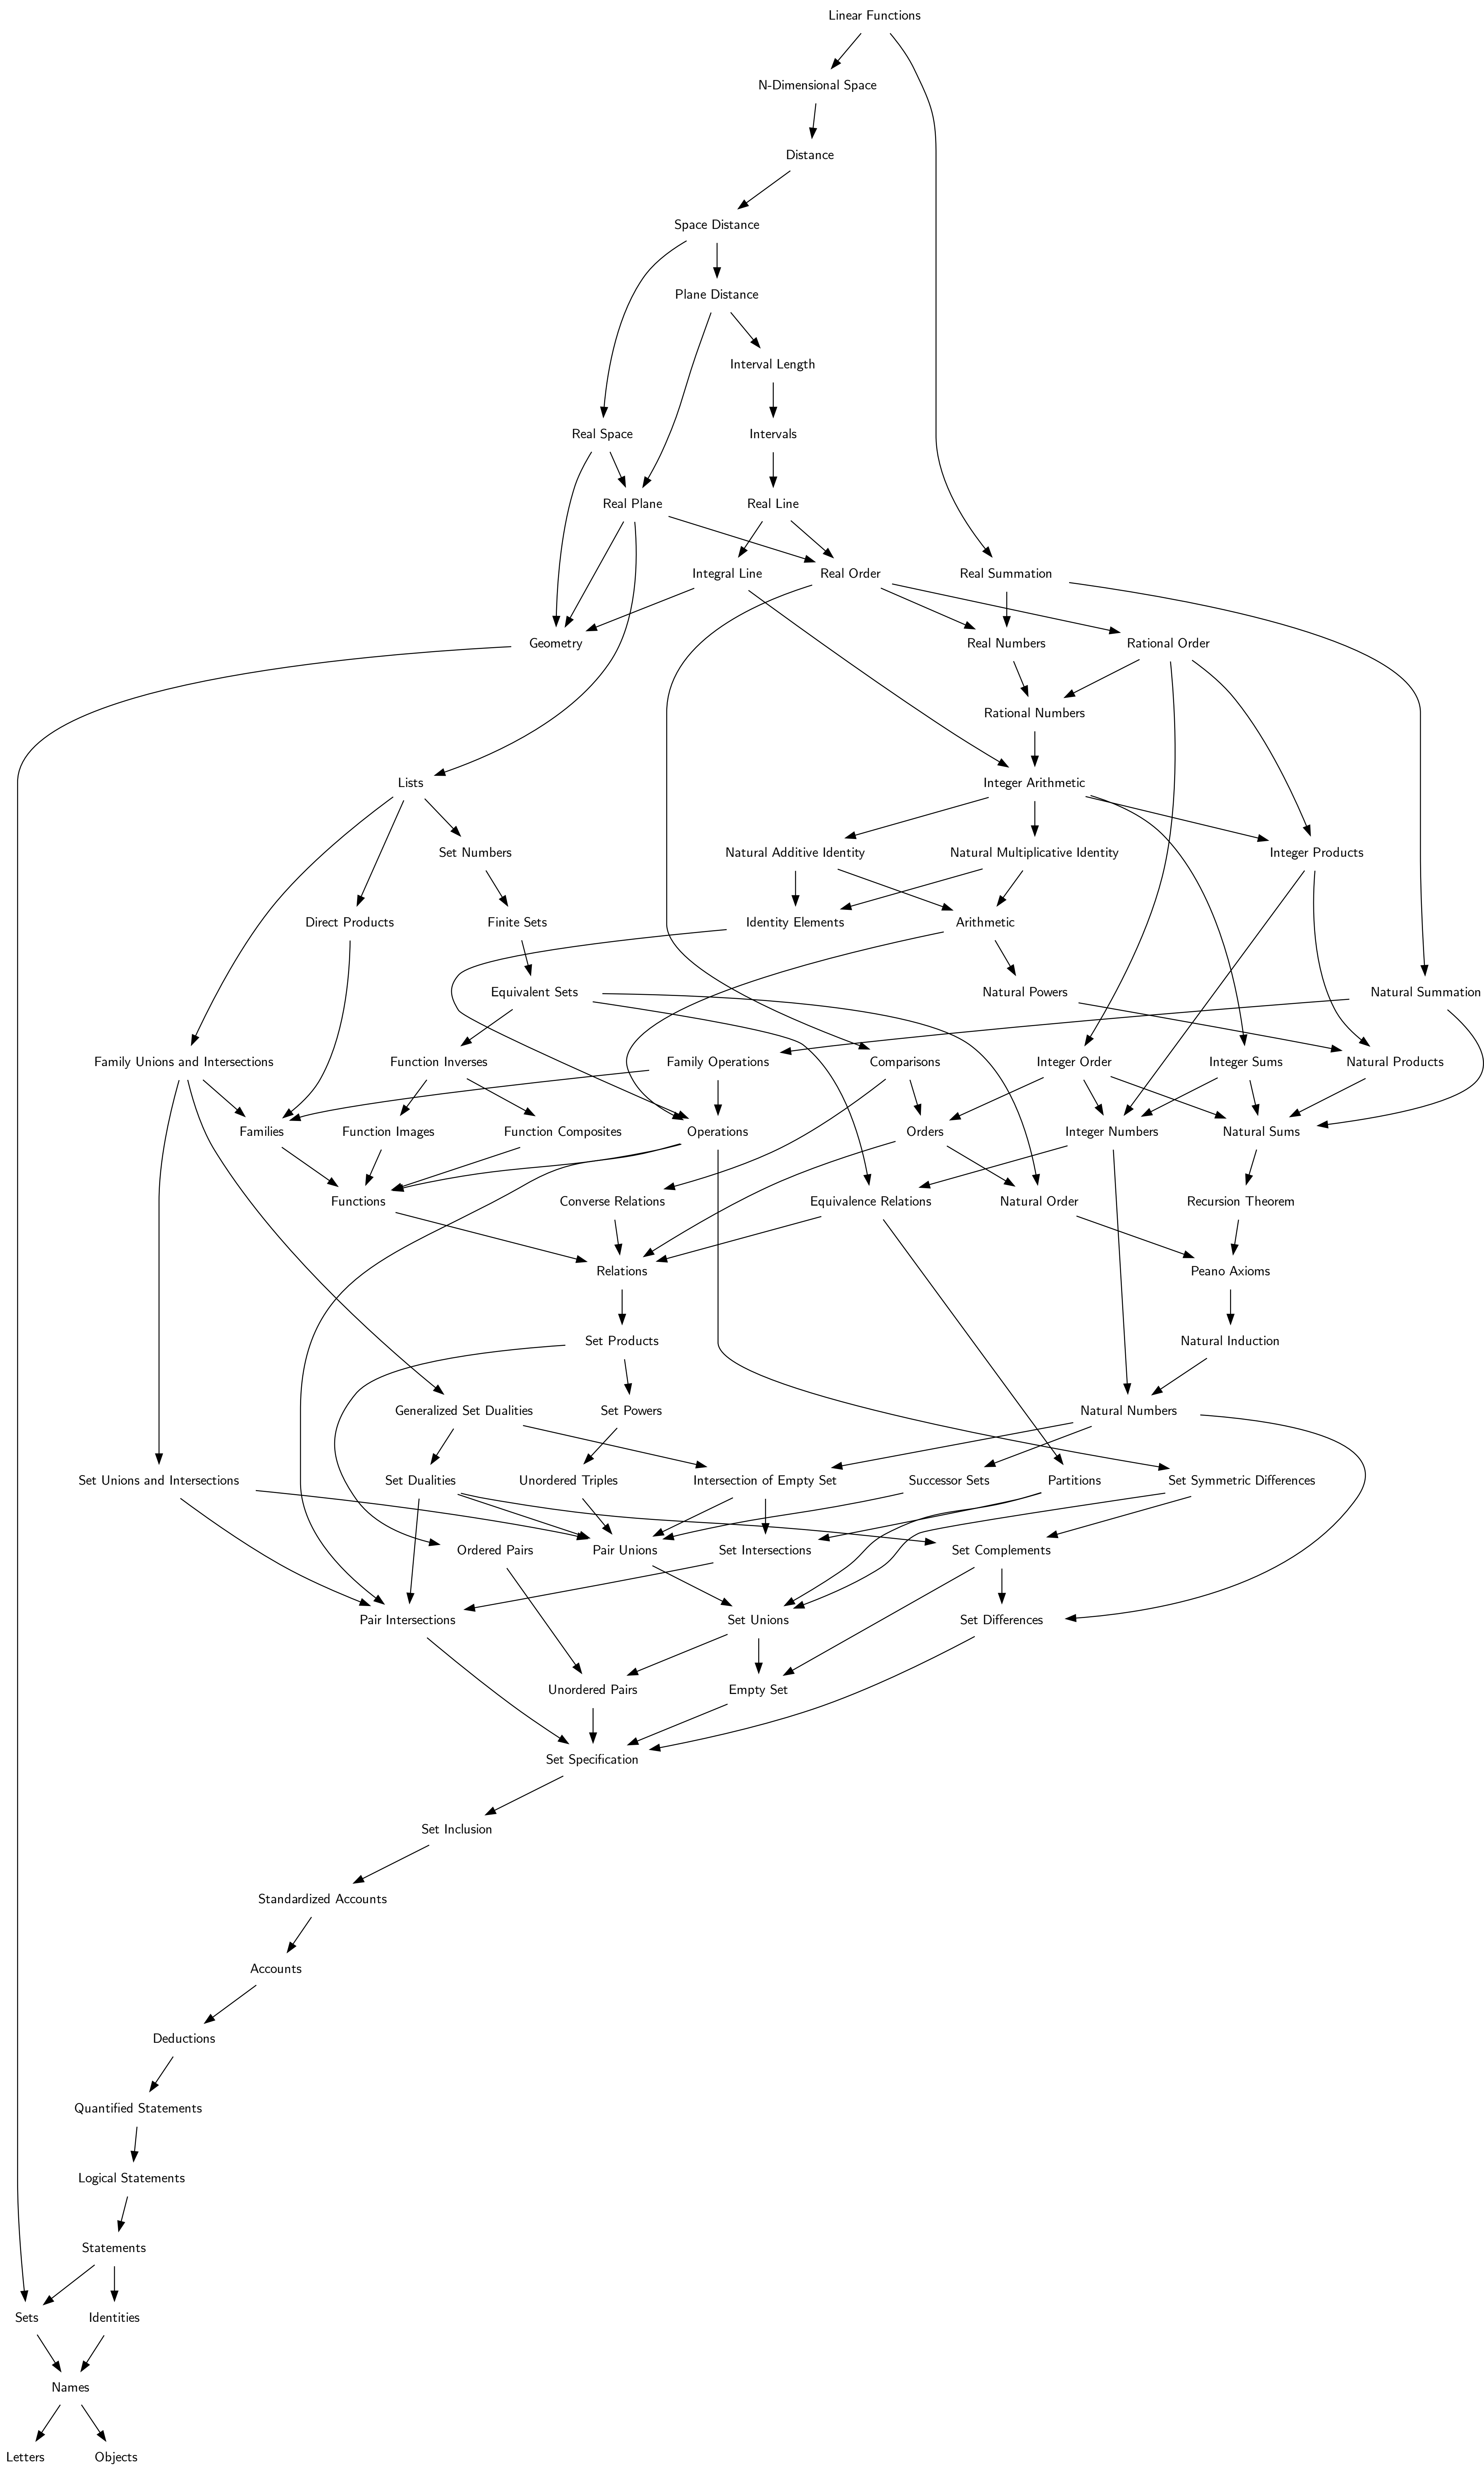 Linear Functions
N-Dimensional Space
Distance
Space Distance
Plane Distance
Interval Length
Real Space
Intervals
Real Plane
Real Line
Integral Line
Real Order
Real Summation
Geometry
Real Numbers
Rational Order
Rational Numbers
Lists
Integer Arithmetic
Set Numbers
Natural Additive Identity
Natural Multiplicative Identity
Integer Products
Direct Products
Finite Sets
Identity Elements
Arithmetic
Equivalent Sets
Natural Powers
Natural Summation
Family Unions and Intersections
Function Inverses
Family Operations
Comparisons
Integer Order
Integer Sums
Natural Products
Families
Function Images
Function Composites
Operations
Orders
Integer Numbers
Natural Sums
Functions
Converse Relations
Equivalence Relations
Natural Order
Recursion Theorem
Relations
Peano Axioms
Set Products
Natural Induction
Generalized Set Dualities
Set Powers
Natural Numbers
Set Unions and Intersections
Set Dualities
Unordered Triples
Intersection of Empty Set
Successor Sets
Partitions
Set Symmetric Differences
Ordered Pairs
Pair Unions
Set Intersections
Set Complements
Pair Intersections
Set Unions
Set Differences
Unordered Pairs
Empty Set
Set Specification
Set Inclusion
Standardized Accounts
Accounts
Deductions
Quantified Statements
Logical Statements
Statements
Sets
Identities
Names
Letters
Objects